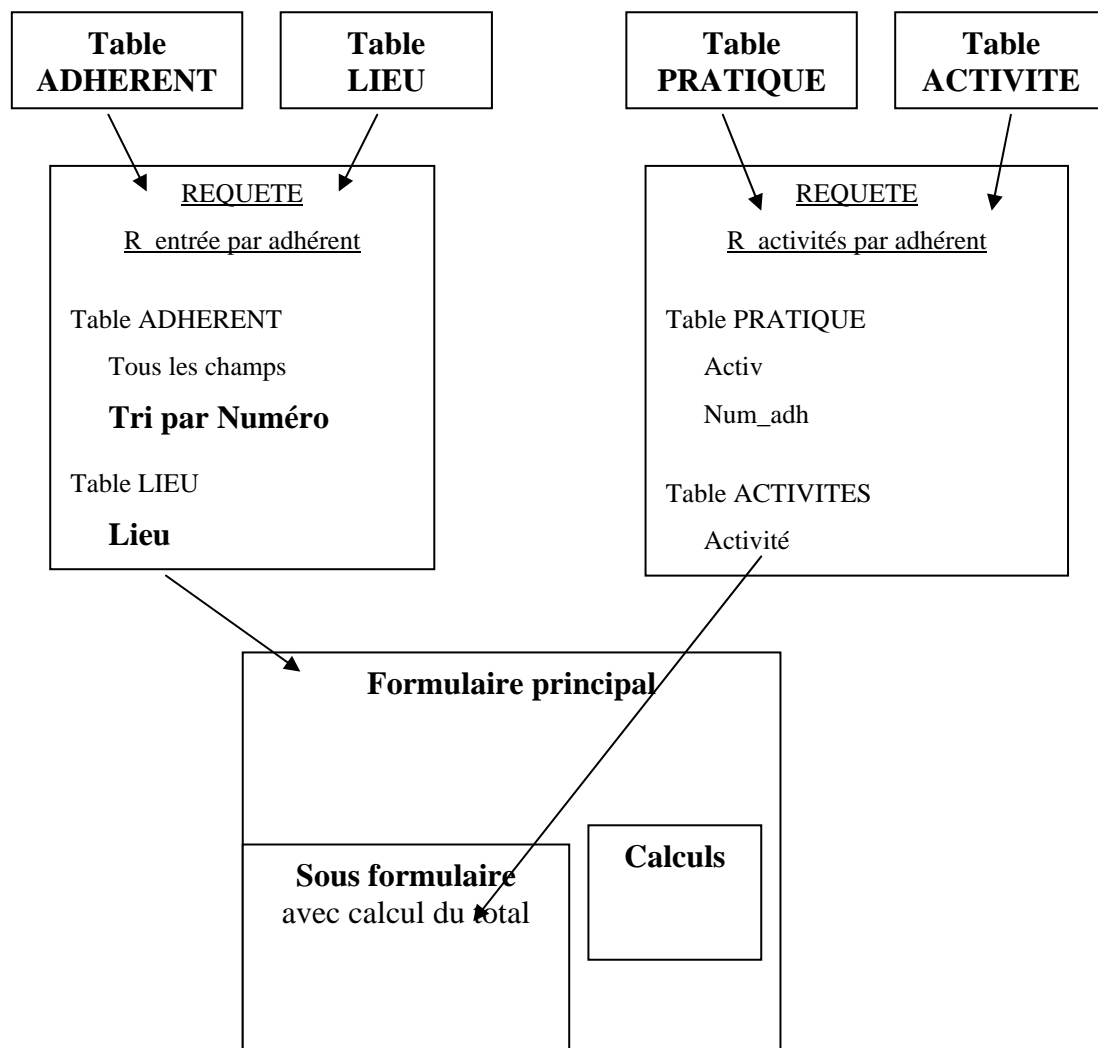 Table
ADHERENT
Table
LIEU
Table
PRATIQUE
Table
ACTIVITE
REQUETE
R_entrée par adhérent
Table ADHERENT
Tous les champs
Tri par Numéro
Table LIEU
Lieu
REQUETE
R_activités par adhérent
Table PRATIQUE
Activ
Num_adh
Table ACTIVITES
Activité
Formulaire principal
Sous formulaire
avec calcul du total
Calculs